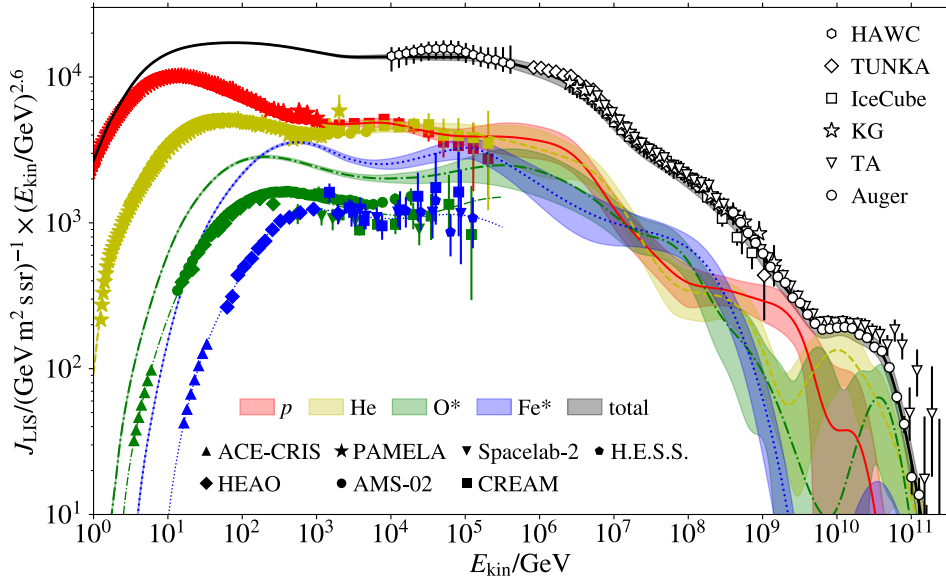 J_LIS/(GeV m² s sr)⁻¹ × (E_kin/GeV)^2.6
10⁴
10³
10²
10¹
HAWC
TUNKA
IceCube
KG
TA
Auger
p He O* Fe* total
ACE-CRIS PAMELA Spacelab-2 H.E.S.S.
HEAO AMS-02 CREAM
10⁰ 10¹ 10² 10³ 10⁴ 10⁵ 10⁶ 10⁷ 10⁸ 10⁹ 10¹⁰ 10¹¹
E_kin/GeV